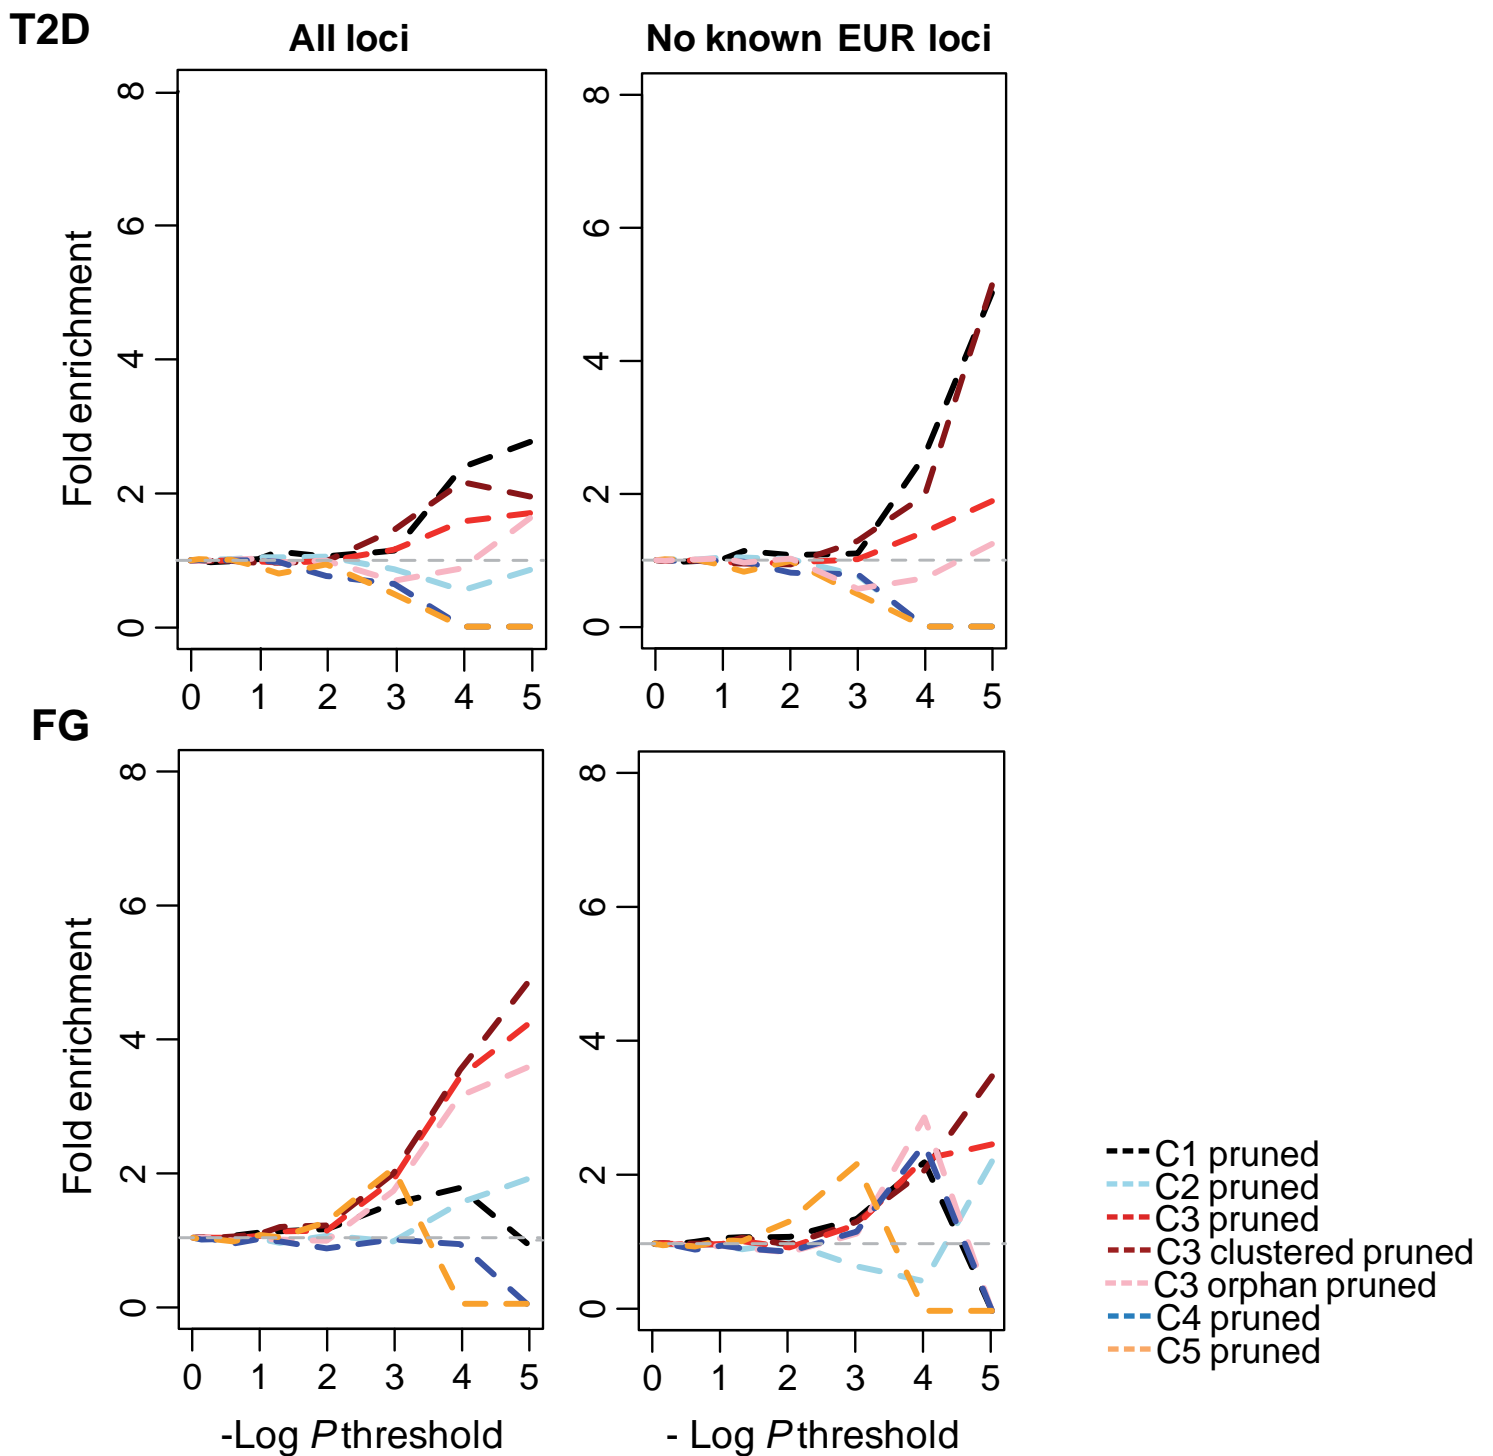 T2D
All loci
No known EUR loci
Fold enrichment
8
6
4
2
0
0 1 2 3 4 5
8
6
4
2
0
0 1 2 3 4 5
FG
Fold enrichment
8
6
4
2
0
0 1 2 3 4 5
-Log P threshold
8
6
4
2
0
0 1 2 3 4 5
- Log P threshold
C1 pruned
C2 pruned
C3 pruned
C3 clustered pruned
C3 orphan pruned
C4 pruned
C5 pruned